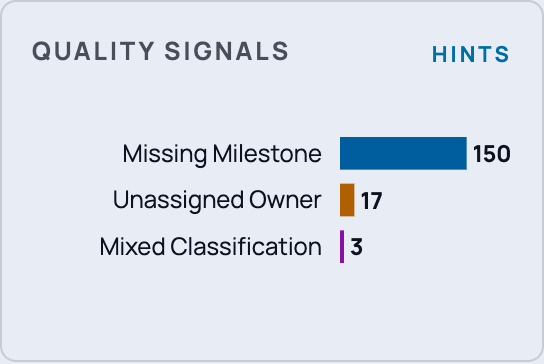 QUALITY SIGNALS
HINTS
Missing Milestone 150
Unassigned Owner 17
Mixed Classification 3